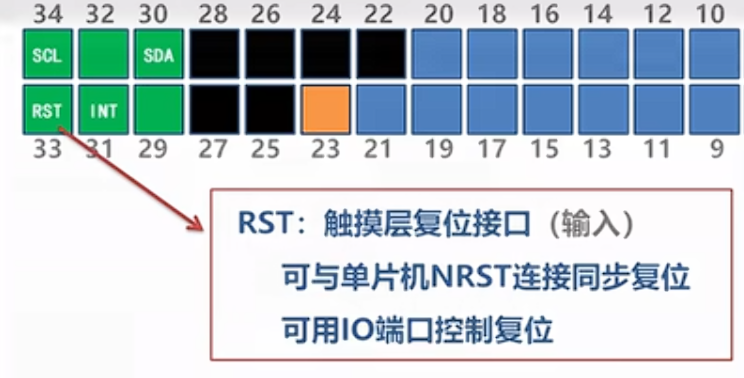 34 32 30 28 26 24 22 20 18 16 14 12 10
SCL SDA
RST INT
33 31 29 27 25 23 21 19 17 15 13 11 9
RST：触摸层复位接口（输入）
可与单片机NRST连接同步复位
可用IO端口控制复位